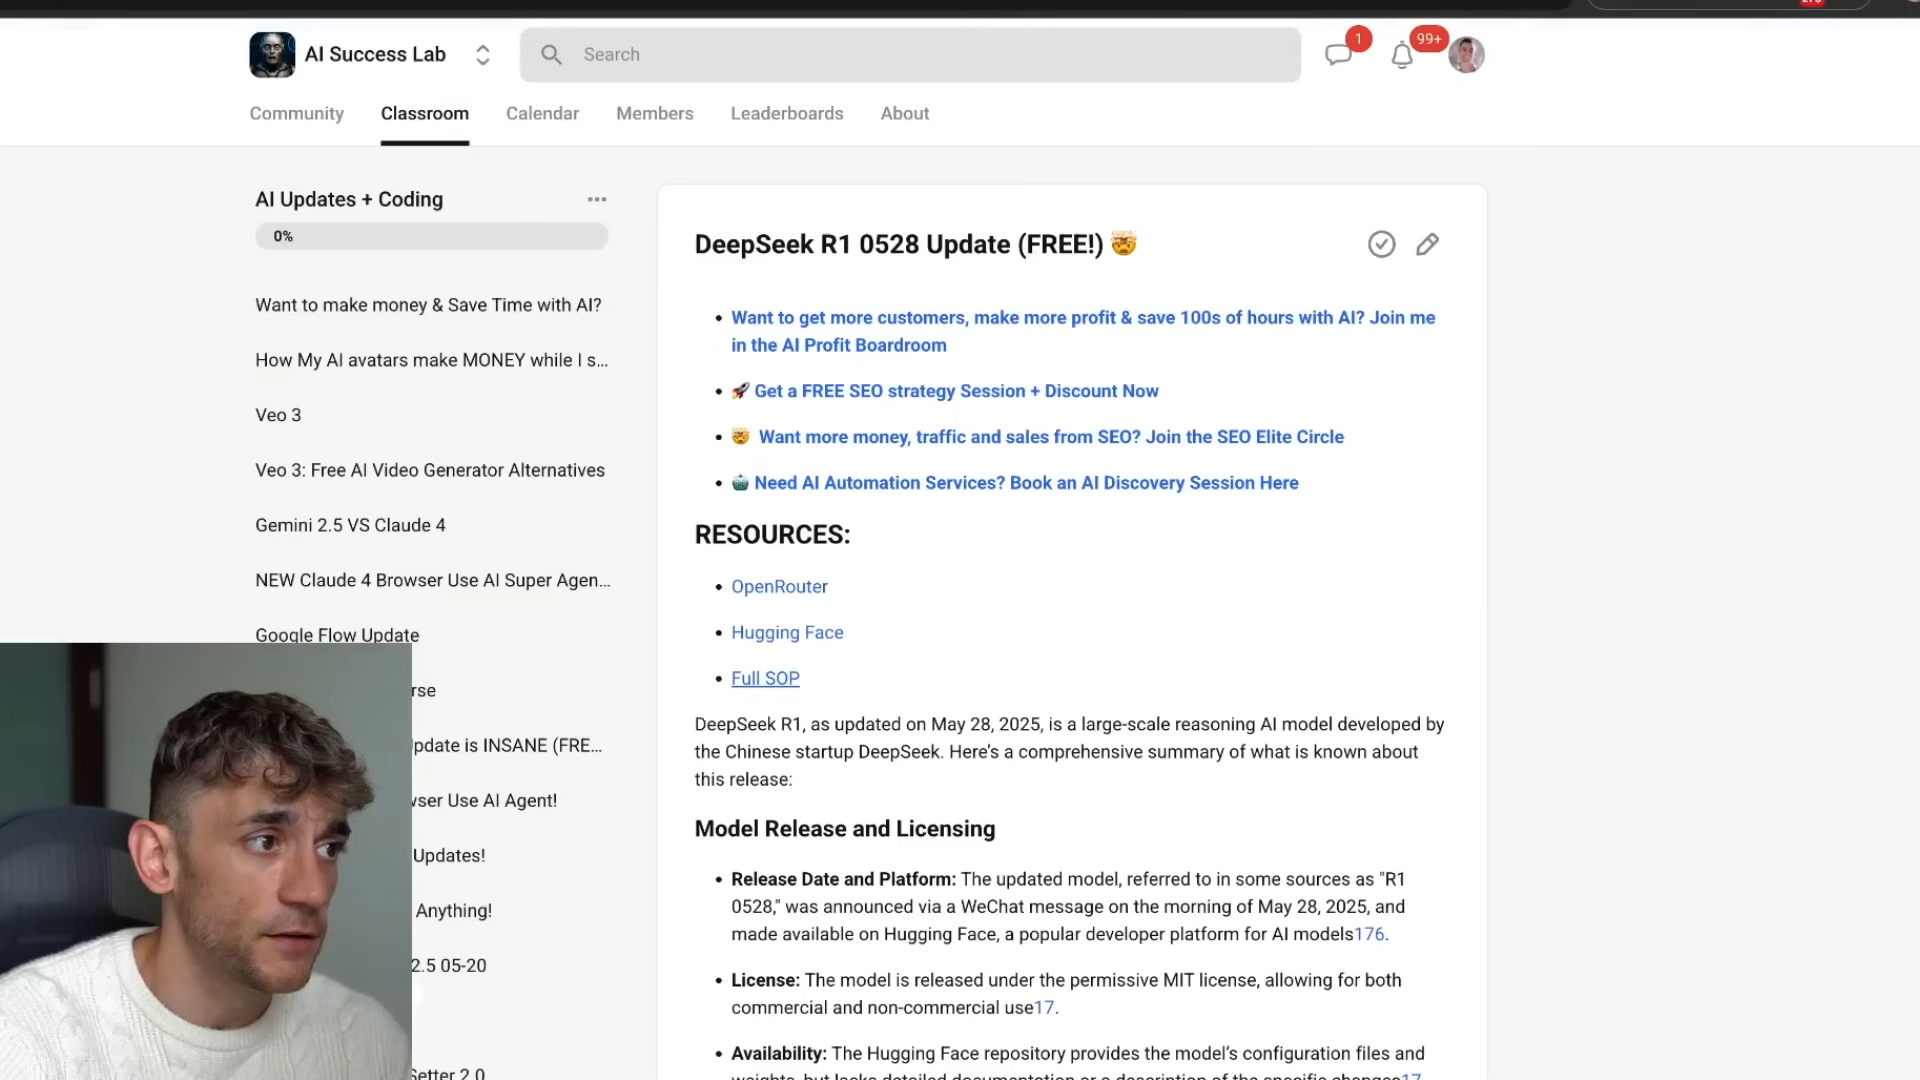 AI Success Lab
Search
1
99+
Community
Classroom
Calendar
Members
Leaderboards
About
AI Updates + Coding
0%
Want to make money & Save Time with AI?
How My AI avatars make MONEY while I s...
Veo 3
Veo 3: Free AI Video Generator Alternatives
Gemini 2.5 VS Claude 4
NEW Claude 4 Browser Use AI Super Agen...
Google Flow Update
rse
pdate is INSANE (FRE...
wser Use AI Agent!
Updates!
Anything!
2.5 05-20
Setter 2.0
DeepSeek R1 0528 Update (FREE!) 🤯
• Want to get more customers, make more profit & save 100s of hours with AI? Join me
in the AI Profit Boardroom
• 🚀 Get a FREE SEO strategy Session + Discount Now
• 🤯 Want more money, traffic and sales from SEO? Join the SEO Elite Circle
• 🤖 Need AI Automation Services? Book an AI Discovery Session Here
RESOURCES:
• OpenRouter
• Hugging Face
• Full SOP
DeepSeek R1, as updated on May 28, 2025, is a large-scale reasoning AI model developed by
the Chinese startup DeepSeek. Here’s a comprehensive summary of what is known about
this release:
Model Release and Licensing
• Release Date and Platform: The updated model, referred to in some sources as "R1
0528," was announced via a WeChat message on the morning of May 28, 2025, and
made available on Hugging Face, a popular developer platform for AI models176.
• License: The model is released under the permissive MIT license, allowing for both
commercial and non-commercial use17.
• Availability: The Hugging Face repository provides the model’s configuration files and
weights, but lacks detailed documentation or a description of the specific changes17